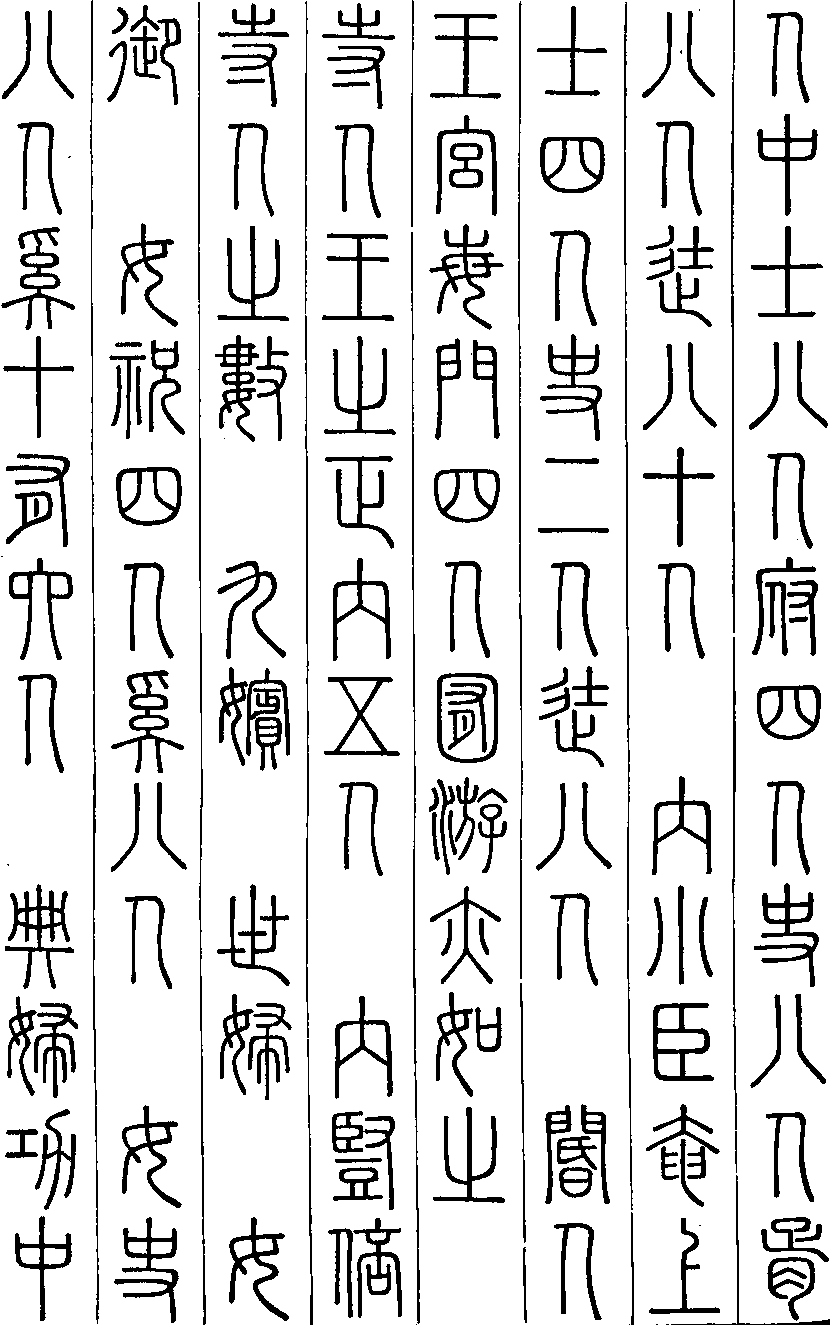 人中士八人府四人史八人賈
八人徒八十人　內小臣奄上
士四人史二人徒八人　閽人
王宮每門四人囿游亦如之
寺人王之正內五人　內豎倍
寺人之數　九嬪　世婦　女
御　女祝四人奚八人　女史
八人奚十有六人　典婦功中